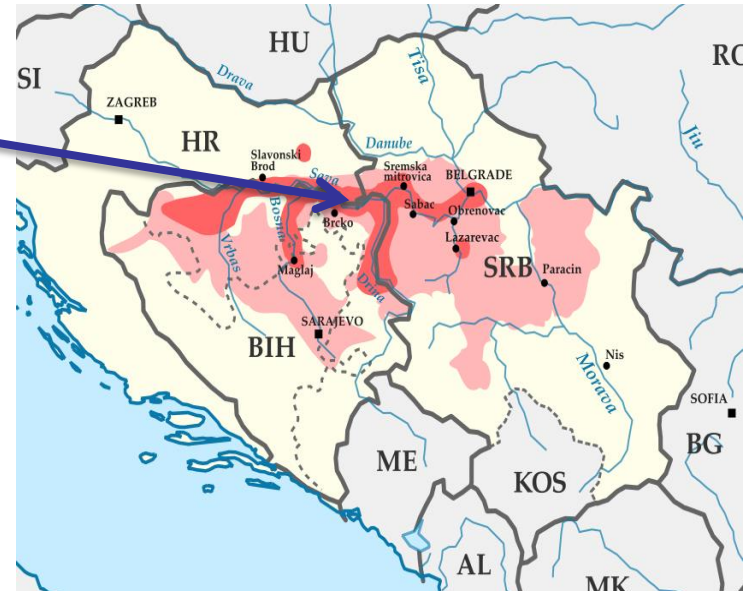 HU
Tisa
RO
SI
Drava
ZAGREB
Jiu
HR
Danube
Slavonski
Brod
Sava
Sremska
mitrovica
BELGRADE
Bosna
Brcko
Sabac
Obrenovac
Vrbas
Lazarevac
Maglaj
Drina
SRB
Paracin
SARAJEVO
BIH
Morava
Nis
SOFIA
BG
ME
KOS
AL
MK